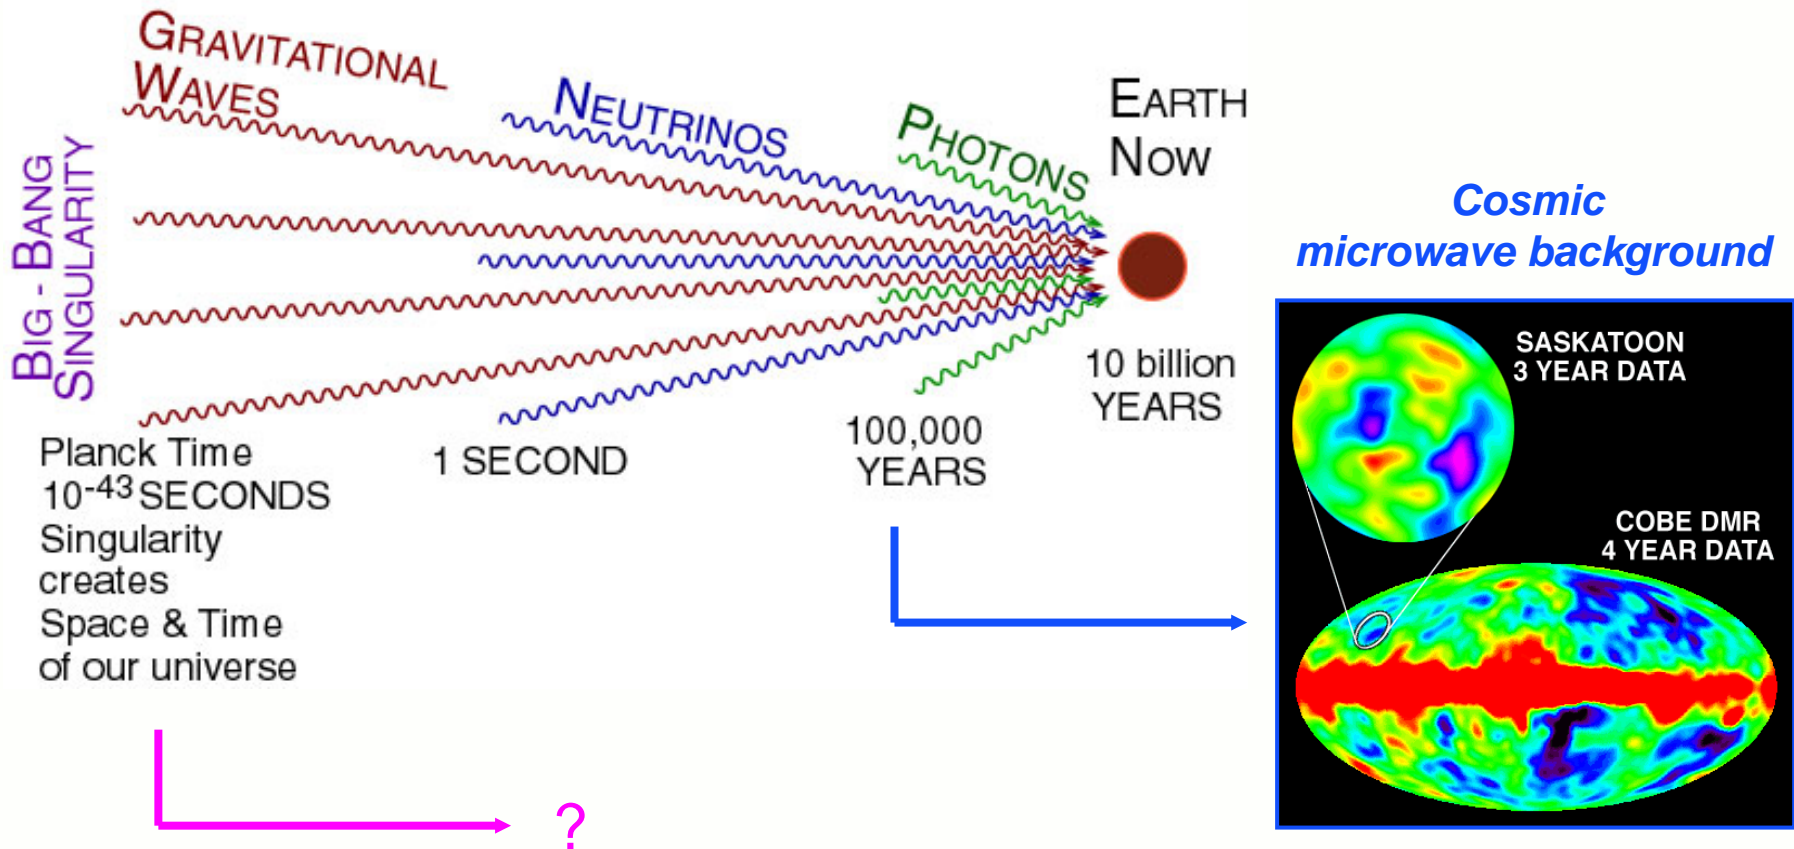 GRAVITATIONAL
WAVES
NEUTRINOS
PHOTONS
EARTH
NOW
BIG - BANG
SINGULARITY
Planck Time
10⁻⁴³ SECONDS
Singularity
creates
Space & Time
of our universe
1 SECOND
100,000
YEARS
10 billion
YEARS
?
Cosmic
microwave background
SASKATOON
3 YEAR DATA
COBE DMR
4 YEAR DATA